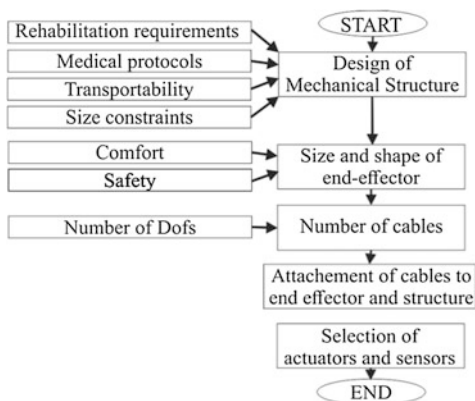 Rehabilitation requirements
Medical protocols
Transportability
Size constraints
START
Design of
Mechanical Structure
Comfort
Safety
Size and shape of
end-effector
Number of Dofs
Number of cables
Attachement of cables to
end effector and structure
Selection of
actuators and sensors
END